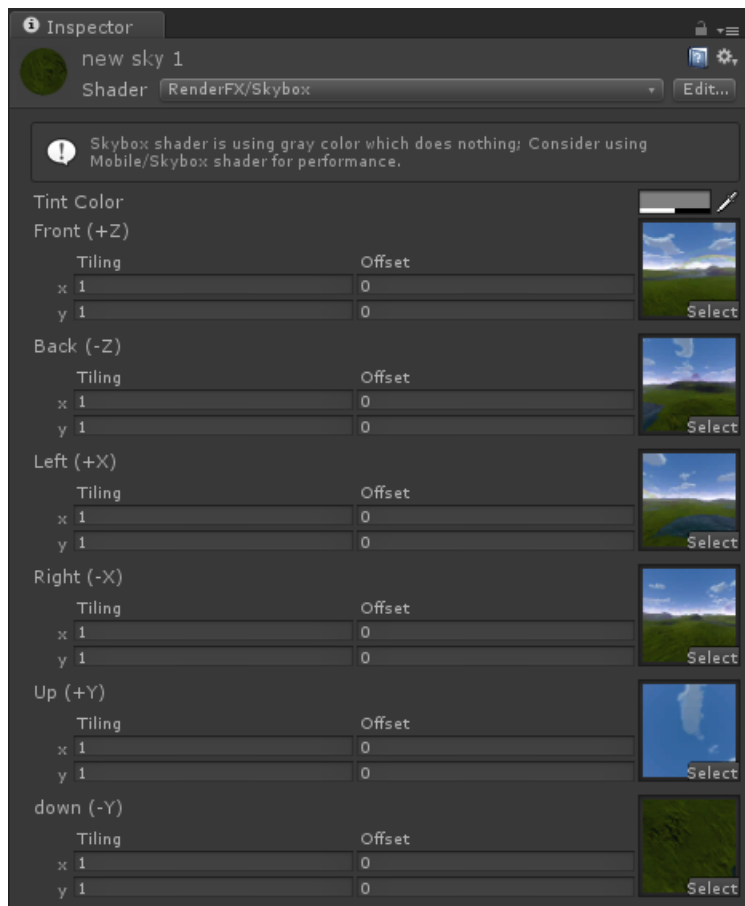 Inspector
new sky 1
Shader RenderFX/Skybox Edit...
Skybox shader is using gray color which does nothing; Consider using
Mobile/Skybox shader for performance.
Tint Color
Front (+Z)
Tiling Offset
x 1 0
y 1 0 Select
Back (-Z)
Tiling Offset
x 1 0
y 1 0 Select
Left (+X)
Tiling Offset
x 1 0
y 1 0 Select
Right (-X)
Tiling Offset
x 1 0
y 1 0 Select
Up (+Y)
Tiling Offset
x 1 0
y 1 0 Select
down (-Y)
Tiling Offset
x 1 0
y 1 0 Select